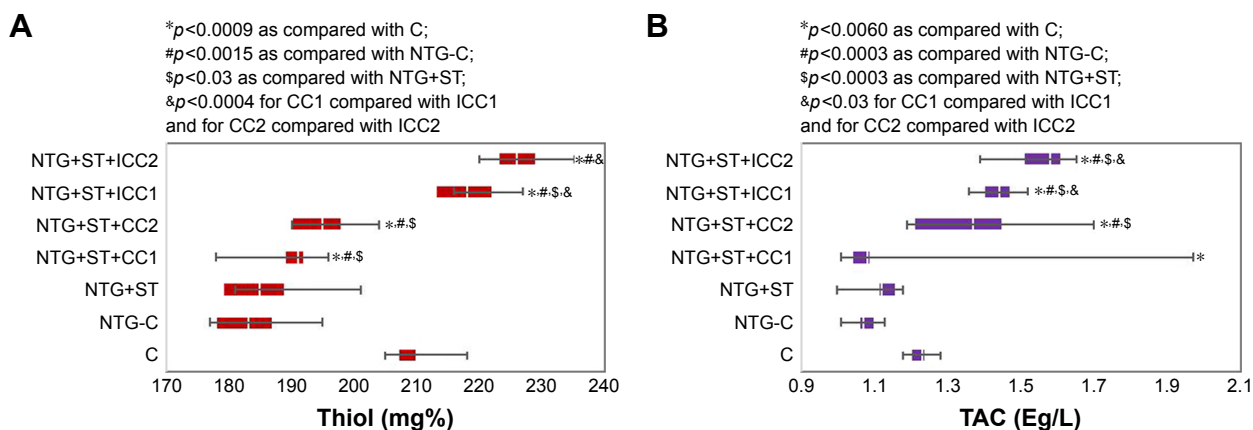 A
*p<0.0009 as compared with C;
#p<0.0015 as compared with NTG-C;
$p<0.03 as compared with NTG+ST;
&p<0.0004 for CC1 compared with ICC1
and for CC2 compared with ICC2
NTG+ST+ICC2
*,#&
NTG+ST+ICC1
*,#,$,&
NTG+ST+CC2
*,#,$
NTG+ST+CC1
*,#,$
NTG+ST
NTG-C
C
170 180 190 200 210 220 230 240
Thiol (mg%)
B
*p<0.0060 as compared with C;
#p<0.0003 as compared with NTG-C;
$p<0.0003 as compared with NTG+ST;
&p<0.03 for CC1 compared with ICC1
and for CC2 compared with ICC2
NTG+ST+ICC2
*,#,$,&
NTG+ST+ICC1
*,#,$,&
NTG+ST+CC2
*,#,$
NTG+ST+CC1
*
NTG+ST
NTG-C
C
0.9 1.1 1.3 1.5 1.7 1.9 2.1
TAC (Eg/L)